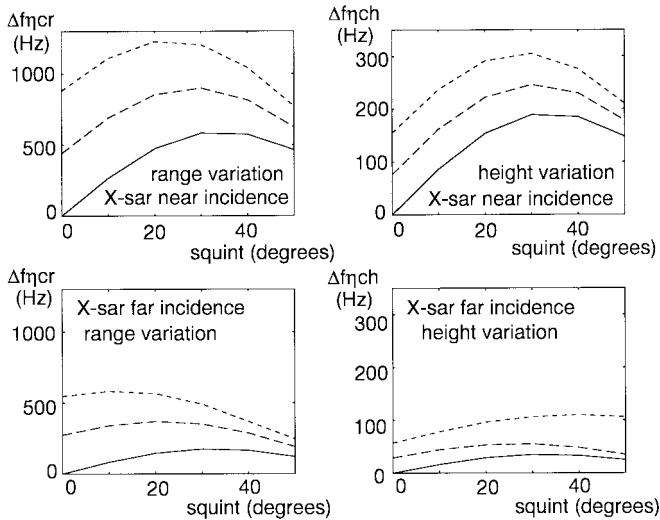 Δfηcr
(Hz)
1000
500
0
range variation
X-sar near incidence
0 20 40
squint (degrees)
Δfηch
(Hz)
300
200
100
0
height variation
X-sar near incidence
0 20 40
squint (degrees)
Δfηcr
(Hz)
1000
500
0
X-sar far incidence
range variation
0 20 40
squint (degrees)
Δfηch
(Hz)
300
200
100
0
X-sar far incidence
height variation
0 20 40
squint (degrees)